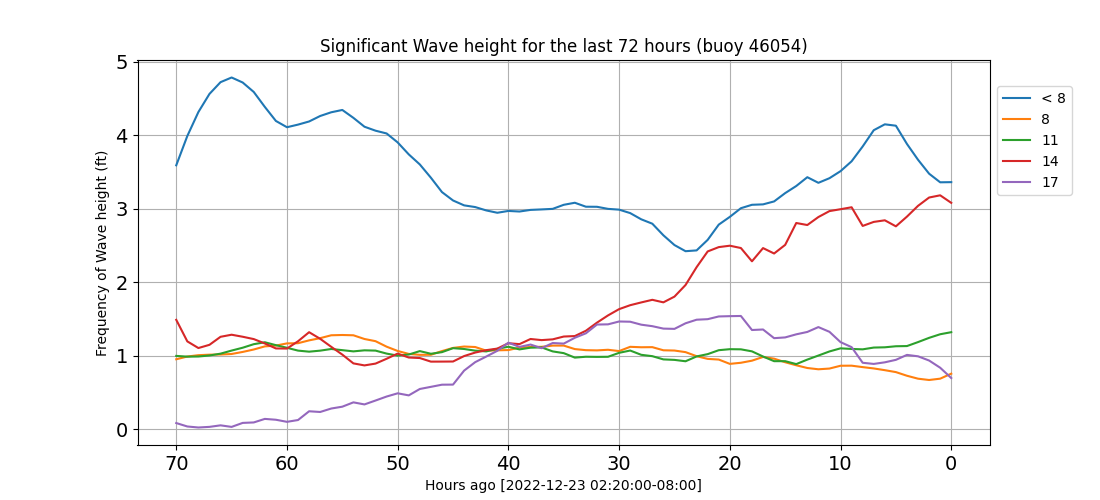 Significant Wave height for the last 72 hours (buoy 46054)
Frequency of Wave height (ft)
5
4
3
2
1
0
70 60 50 40 30 20 10 0
Hours ago [2022-12-23 02:20:00-08:00]
< 8
8
11
14
17